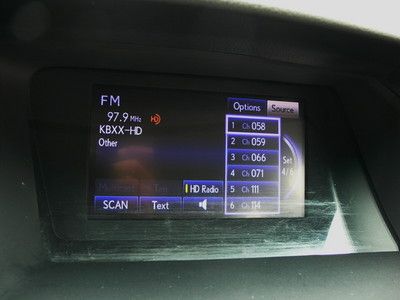 FM
Options Source
97.9 MHz HD
KBXX-HD
Other
1 Ch 058
2 Ch 059
3 Ch 066
4 Ch 071
5 Ch 111
6 Ch 114
Set
4/6
HD Radio
SCAN Text